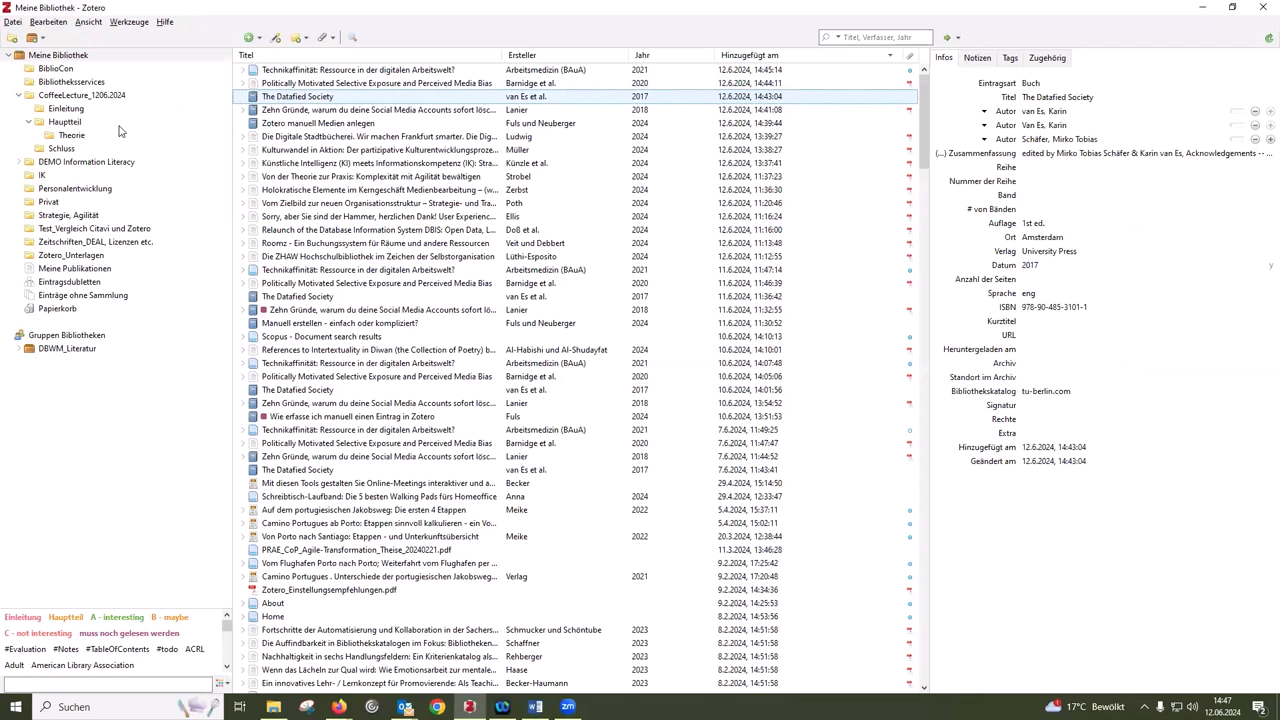 Meine Bibliothek - Zotero
Datei Bearbeiten Ansicht Werkzeuge Hilfe
Titel, Verfasser, Jahr
Meine Bibliothek
BiblioCon
Bibliotheksservices
CoffeeLecture_1206.2024
Einleitung
Hauptteil
Theorie
Schluss
DEMO Information Literacy
IK
Personalentwicklung
Privat
Strategie, Agilität
Test_Vergleich Citavi und Zotero
Zeitschriften_DEAL, Lizenzen etc.
Zotero_Unterlagen
Meine Publikationen
Eintragsdubletten
Einträge ohne Sammlung
Papierkorb
Gruppen Bibliotheken
DBWM_Literatur
Einleitung Hauptteil A - interesting B - maybe
C - not interesting muss noch gelesen werden
#Evaluation #Notes #TableOfContents #todo ACRL
Adult American Library Association
Titel Ersteller Jahr Hinzugefügt am
Technikaffinität: Ressource in der digitalen Arbeitswelt? Arbeitsmedizin (BAuA) 2021 12.6.2024, 14:45:14
Politically Motivated Selective Exposure and Perceived Media Bias Barnidge et al. 2020 12.6.2024, 14:44:11
The Datafied Society van Es et al. 2017 12.6.2024, 14:43:04
Zehn Gründe, warum du deine Social Media Accounts sofort lösc... Lanier 2018 12.6.2024, 14:41:08
Zotero manuell Medien anlegen Fuls und Neuberger 2024 12.6.2024, 14:40:23
Die Digitale Stadtbücherei. Wir machen Frankfurt smarter. Die Dig... Ludwig 2024 12.6.2024, 14:39:27
Kulturwandel in Aktion: Der partizipative Kulturentwicklungsproze... Müller 2024 12.6.2024, 14:38:27
Künstliche Intelligenz (KI) meets Informationskompetenz (IK): Stra... Künzle et al. 2024 12.6.2024, 13:37:41
Von der Theorie zur Praxis: Komplexität mit Agilität bewältigen Strobel 2024 12.6.2024, 11:37:23
Holokratische Elemente im Kerngeschäft Medienbearbeitung – (w... Zerbst 2024 12.6.2024, 11:36:30
Vom Zielbild zur neuen Organisationsstruktur – Strategie- und Tra... Poth 2024 12.6.2024, 11:20:46
Sorry, aber Sie sind der Hammer, herzlichen Dank! User Experienc... Ellis 2024 12.6.2024, 11:16:24
Relaunch of the Database Information System DBIS: Open Data, L... Doß et al. 2024 12.6.2024, 11:16:00
Roomz - Ein Buchungssystem für Räume und andere Ressourcen Veit und Debbert 2024 12.6.2024, 11:13:48
Die ZHAW Hochschulbibliothek im Zeichen der Selbstorganisation Lüthi-Esposito 2024 12.6.2024, 11:12:55
Technikaffinität: Ressource in der digitalen Arbeitswelt? Arbeitsmedizin (BAuA) 2021 12.6.2024, 11:47:14
Politically Motivated Selective Exposure and Perceived Media Bias Barnidge et al. 2020 12.6.2024, 11:46:39
The Datafied Society van Es et al. 2017 12.6.2024, 11:36:42
Zehn Gründe, warum du deine Social Media Accounts sofort lö... Lanier 2018 12.6.2024, 11:32:55
Manuell erstellen - einfach oder kompliziert? Fuls und Neuberger 2024 12.6.2024, 11:30:52
Scopus - Document search results 10.6.2024, 14:10:13
References to Intertextuality in Diwan (the Collection of Poetry) b... Al-Habishi und Al-Shudayfat 2024 10.6.2024, 14:10:01
Technikaffinität: Ressource in der digitalen Arbeitswelt? Arbeitsmedizin (BAuA) 2021 10.6.2024, 14:07:48
Politically Motivated Selective Exposure and Perceived Media Bias Barnidge et al. 2020 10.6.2024, 14:05:06
The Datafied Society van Es et al. 2017 10.6.2024, 14:01:56
Zehn Gründe, warum du deine Social Media Accounts sofort lösc... Lanier 2018 10.6.2024, 13:54:52
Wie erfasse ich manuell einen Eintrag in Zotero Fuls 2024 10.6.2024, 13:51:53
Technikaffinität: Ressource in der digitalen Arbeitswelt? Arbeitsmedizin (BAuA) 2021 7.6.2024, 11:49:25
Politically Motivated Selective Exposure and Perceived Media Bias Barnidge et al. 2020 7.6.2024, 11:47:47
Zehn Gründe, warum du deine Social Media Accounts sofort lösc... Lanier 2018 7.6.2024, 11:44:52
The Datafied Society van Es et al. 2017 7.6.2024, 11:43:41
Mit diesen Tools gestalten Sie Online-Meetings interaktiver und a... Becker 29.4.2024, 15:14:50
Schreibtisch-Laufband: Die 5 besten Walking Pads fürs Homeoffice Anna 2024 29.4.2024, 12:33:47
Auf dem portugiesischen Jakobsweg: Die ersten 4 Etappen Meike 2022 5.4.2024, 15:37:11
Camino Portugues ab Porto: Etappen sinnvoll kalkulieren - ein Vo... 5.4.2024, 15:02:11
Von Porto nach Santiago: Etappen - und Unterkunftsübersicht Meike 2022 20.3.2024, 12:38:44
PRAE_CoP_Agile-Transformation_Theise_20240221.pdf 11.3.2024, 13:46:28
Vom Flughafen Porto nach Porto; Weiterfahrt vom Flughafen per ... 9.2.2024, 17:25:42
Camino Portugues . Unterschiede der portugiesischen Jakobsweg... Verlag 2021 9.2.2024, 17:20:48
Zotero_Einstellungsempfehlungen.pdf 9.2.2024, 14:34:36
About 9.2.2024, 14:25:53
Home 8.2.2024, 14:53:56
Fortschritte der Automatisierung und Kollaboration in der Sachers... Schmucker und Schöntube 2023 8.2.2024, 14:51:58
Die Auffindbarkeit in Bibliothekskatalogen im Fokus: Bibliotheken... Schaffner 2023 8.2.2024, 14:51:58
Nachhaltigkeit in sechs Handlungsfeldern: Ein Kriterienkatalog als... Rehberger 2023 8.2.2024, 14:51:58
Wenn das Lächeln zur Qual wird: Wie Emotionsarbeit zur mentale... Haase 2023 8.2.2024, 14:51:58
Ein innovatives Lehr- / Lernkonzept für Promovierende: Als Teachi... Becker-Haumann 2023 8.2.2024, 14:51:58
Infos Notizen Tags Zugehörig
Eintragsart Buch
Titel The Datafied Society
Autor van Es, Karin
Autor van Es, Karin
Autor Schäfer, Mirko Tobias
(...) Zusammenfassung edited by Mirko Tobias Schäfer & Karin van Es, Acknowledgements -- ...
Reihe
Nummer der Reihe
Band
# von Bänden
Auflage 1st ed.
Ort Amsterdam
Verlag University Press
Datum 2017 y
Anzahl der Seiten
Sprache eng
ISBN 978-90-485-3101-1
Kurztitel
URL
Heruntergeladen am
Archiv
Standort im Archiv
Bibliothekskatalog tu-berlin.com
Signatur
Rechte
Extra
Hinzugefügt am 12.6.2024, 14:43:04
Geändert am 12.6.2024, 14:43:04
Suchen
17°C Bewölkt
14:47
12.06.2024